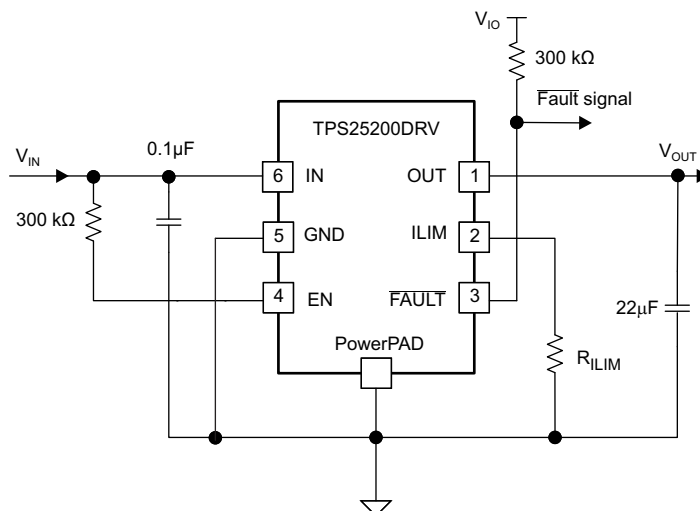 V_IO
300 kΩ
Fault signal
TPS25200DRV
V_IN
0.1µF
V_OUT
6 IN
OUT 1
300 kΩ
5 GND
ILIM 2
4 EN
FAULT 3
22µF
PowerPAD
R_ILIM